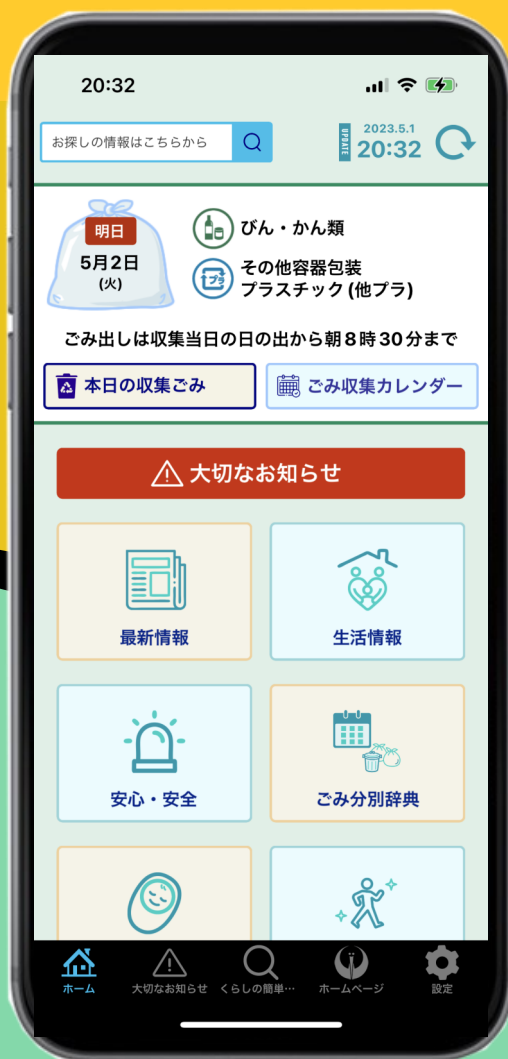 20:32
お探しの情報はこちらから
UPDATE
2023.5.1
20:32
明日
5月2日
(火)
びん・かん類
プラ
その他容器包装
プラスチック (他プラ)
ごみ出しは収集当日の日の出から朝8時30分まで
本日の収集ごみ
ごみ収集カレンダー
大切なお知らせ
最新情報
生活情報
安心・安全
ごみ分別辞典
ホーム
大切なお知らせ
くらしの簡単…
ホームページ
設定